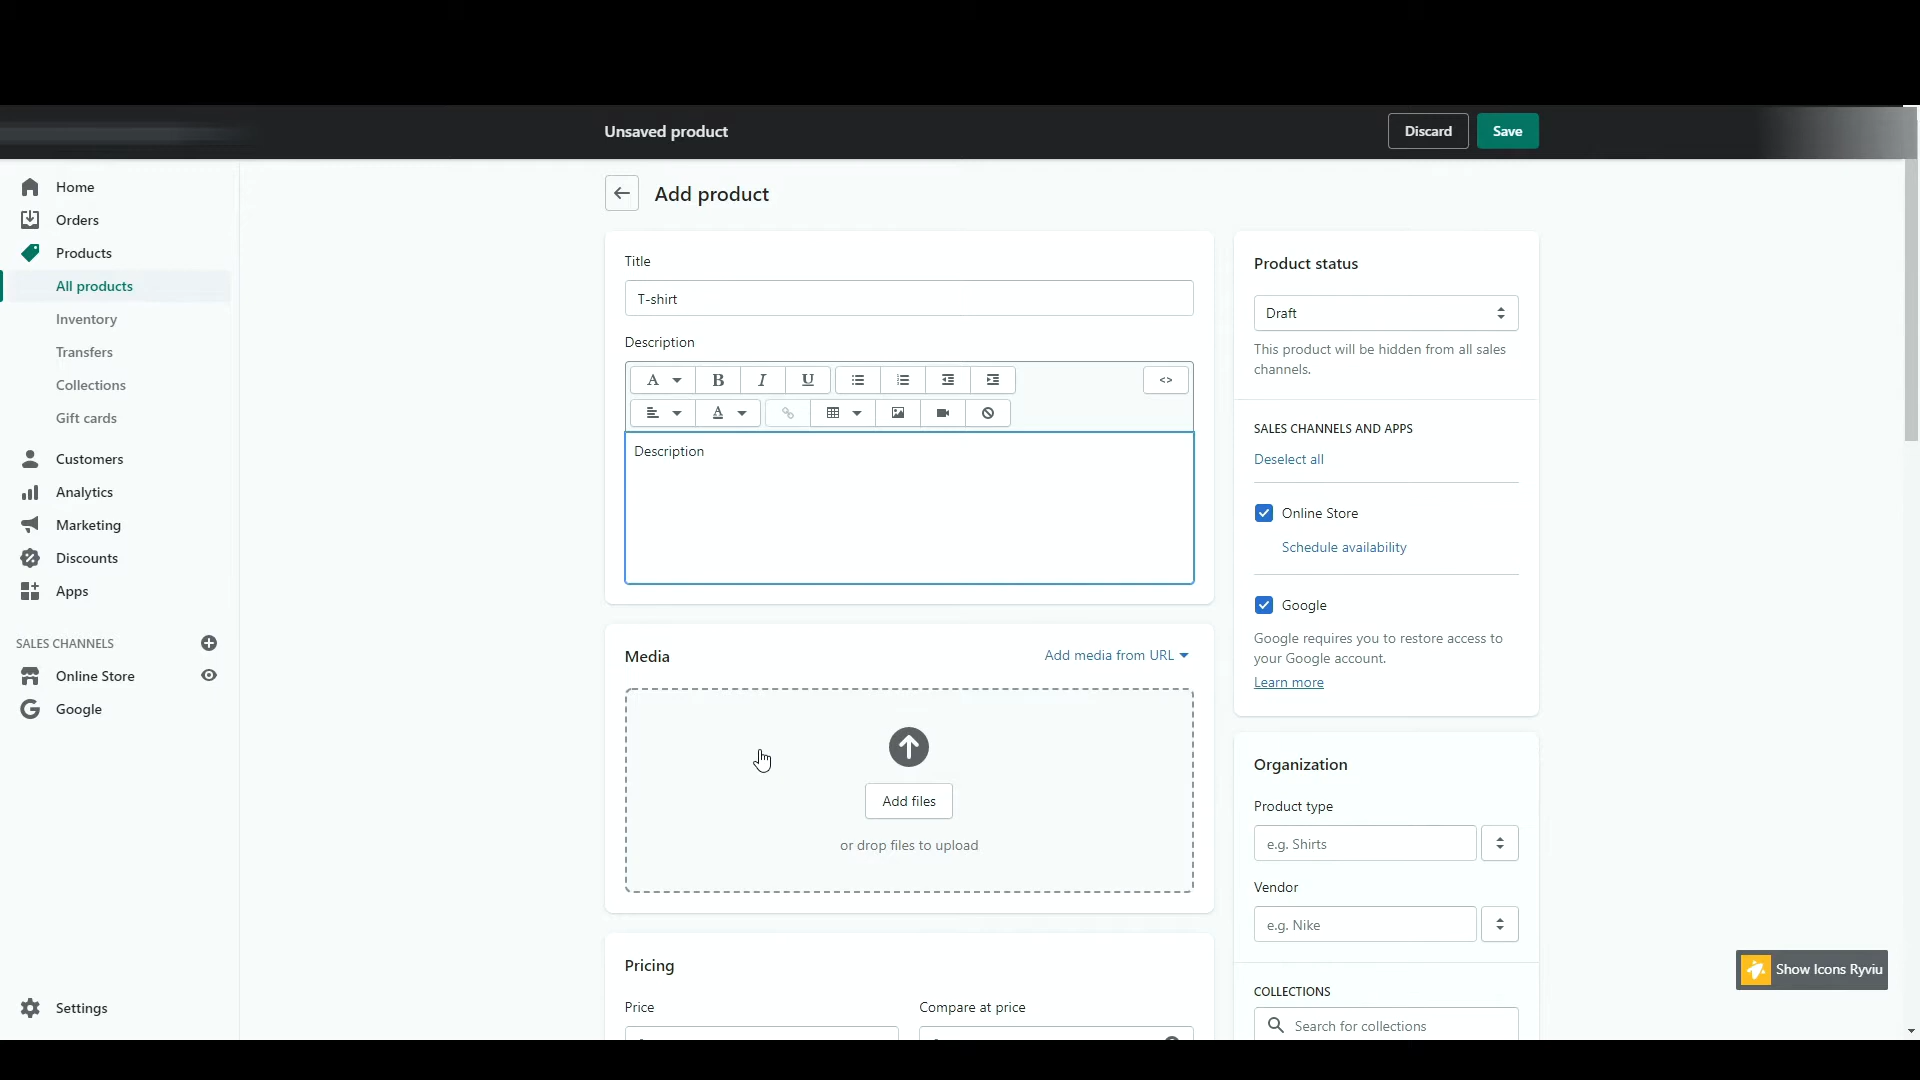 Unsaved product
Discard
Save
Home
Orders
Products
All products
Inventory
Transfers
Collections
Gift cards
Customers
Analytics
Marketing
Discounts
Apps
SALES CHANNELS
Online Store
Google
Settings
Add product
Title
T-shirt
Description
A
B
I
U
<>
A
Description
Media
Add media from URL
Add files
or drop files to upload
Pricing
Price
Compare at price
Product status
Draft
This product will be hidden from all sales
channels.
SALES CHANNELS AND APPS
Deselect all
Online Store
Schedule availability
Google
Google requires you to restore access to
your Google account.
Learn more
Organization
Product type
e.g. Shirts
Vendor
e.g. Nike
COLLECTIONS
Search for collections
Show Icons Ryviu